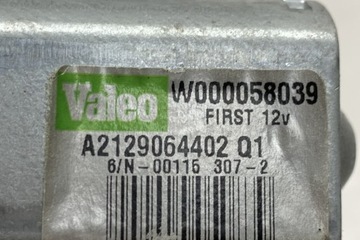 Valeo W000058039
FIRST 12v
A2129064402 Q1
6/N-00115 307-2